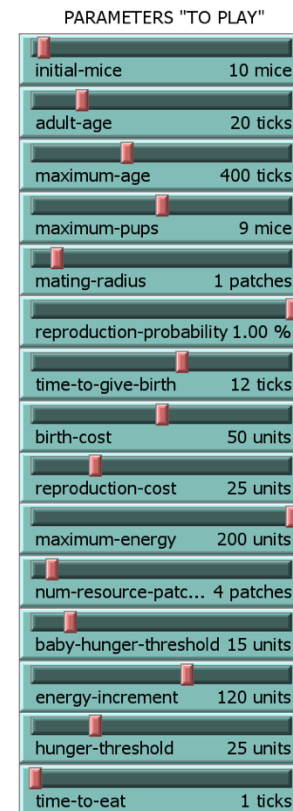 PARAMETERS "TO PLAY"
initial-mice 10 mice
adult-age 20 ticks
maximum-age 400 ticks
maximum-pups 9 mice
mating-radius 1 patches
reproduction-probability 1.00 %
time-to-give-birth 12 ticks
birth-cost 50 units
reproduction-cost 25 units
maximum-energy 200 units
num-resource-patc... 4 patches
baby-hunger-threshold 15 units
energy-increment 120 units
hunger-threshold 25 units
time-to-eat 1 ticks